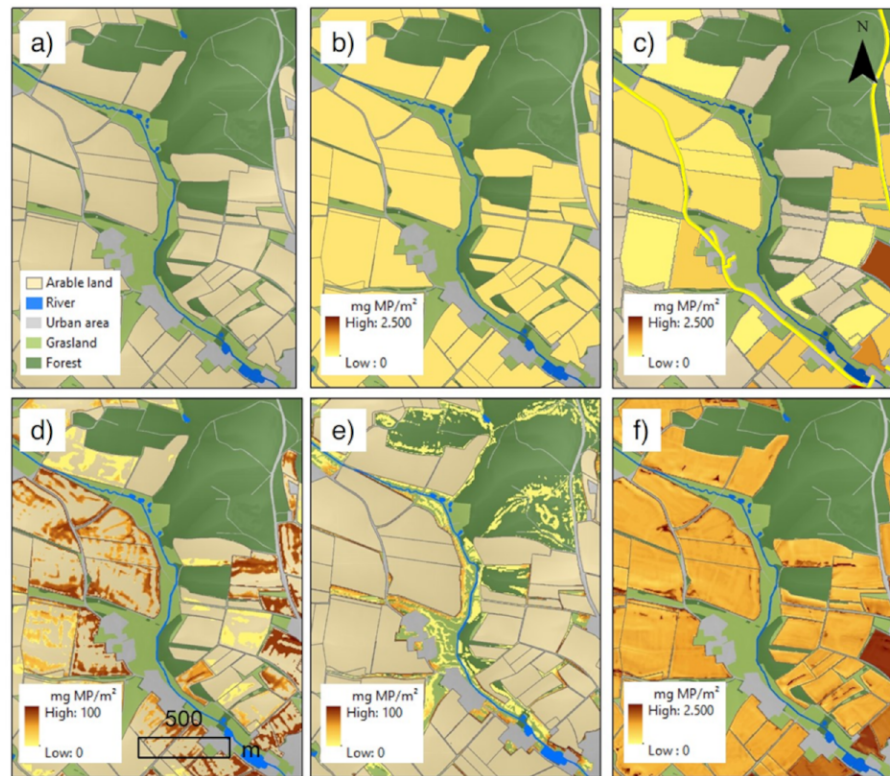 a)
b)
c)
N
Arable land
River
Urban area
Grasland
Forest
mg MP/m²
High: 2.500
Low : 0
mg MP/m²
High: 2.500
Low : 0
d)
e)
f)
mg MP/m²
High: 100
Low: 0
500
m
mg MP/m²
High: 100
Low: 0
mg MP/m²
High: 2.500
Low: 0